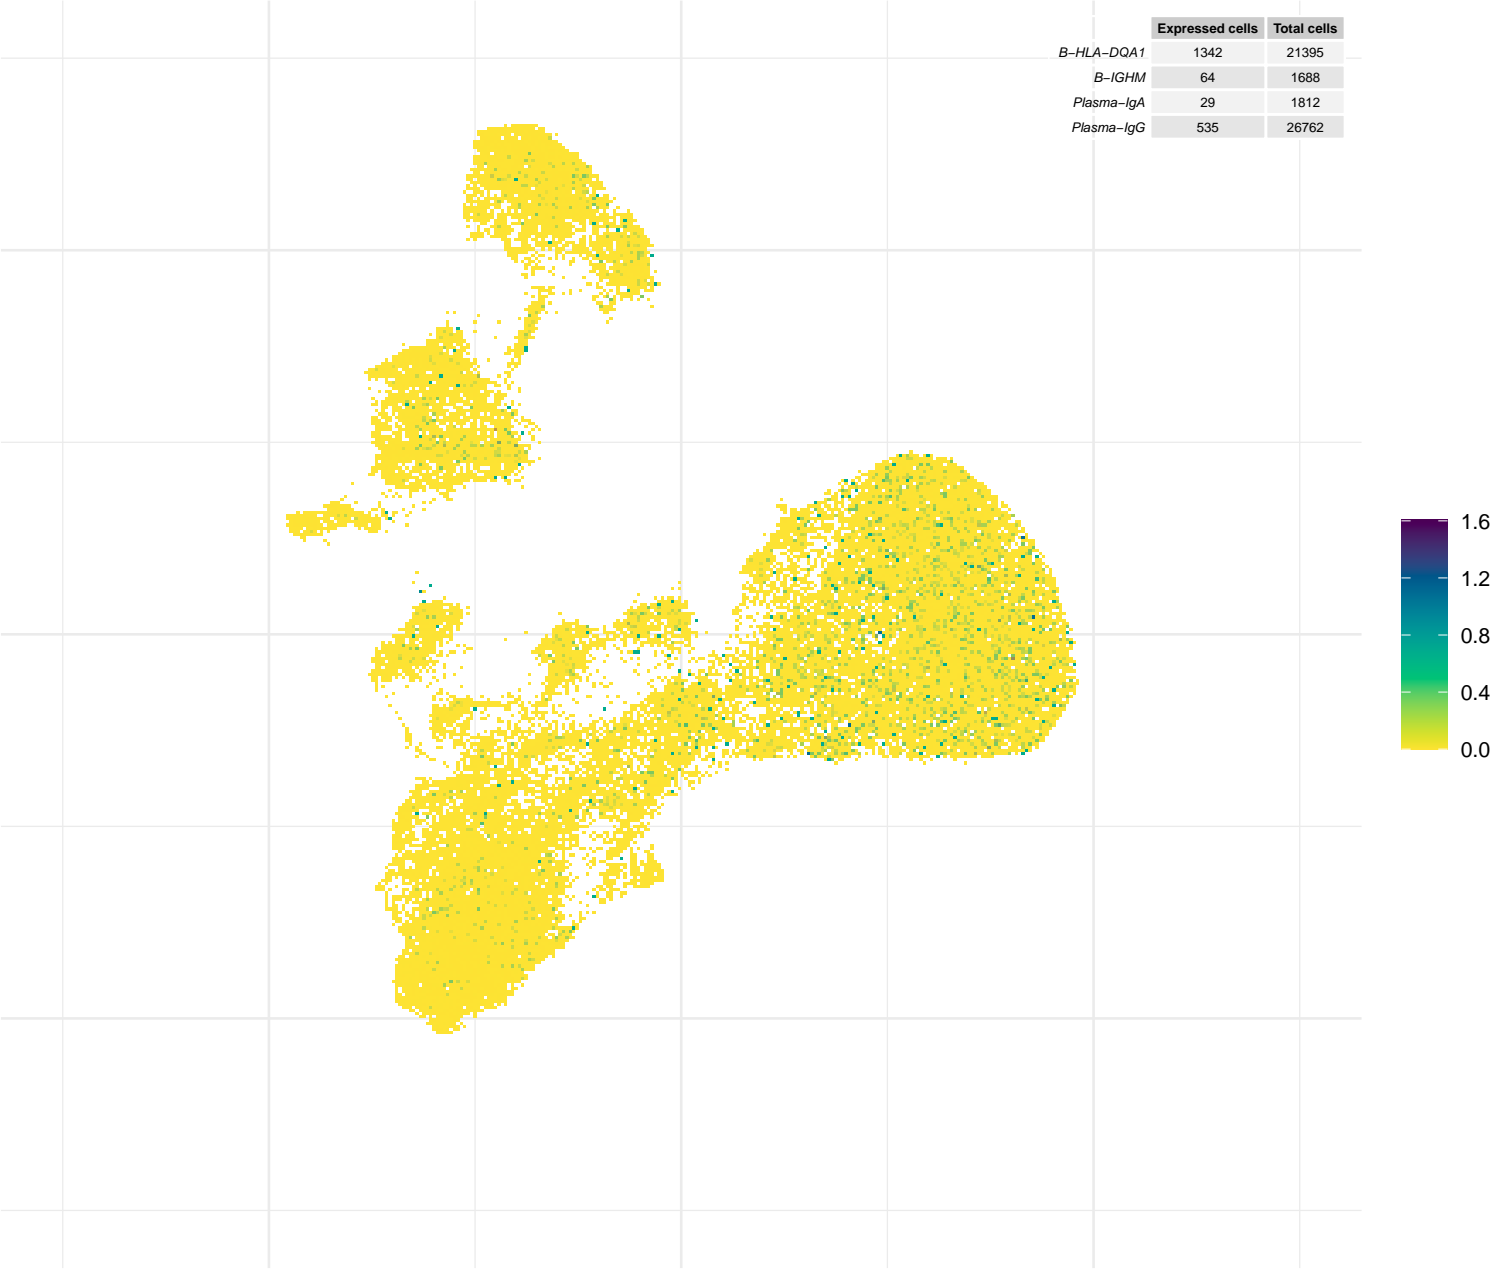 Expressed cells Total cells
B−HLA−DQA1 1342 21395
B−IGHM 64 1688
Plasma−IgA 29 1812
Plasma−IgG 535 26762
1.6
1.2
0.8
0.4
0.0